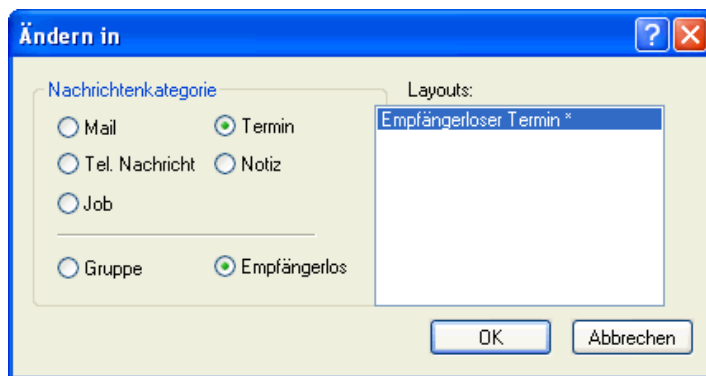 Ändern in
Nachrichtenkategorie
Layouts:
Mail
Termin
Tel. Nachricht
Notiz
Job
Gruppe
Empfängerlos
Empfängerloser Termin *
OK
Abbrechen